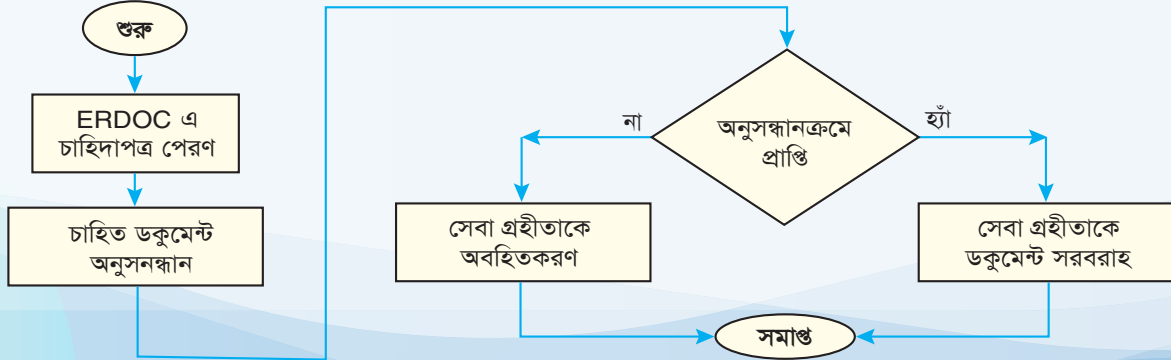 শুরু
ERDOC এ
চাহিদাপত্র পেরণ
চাহিত ডকুমেন্ট
অনুসনন্ধান
অনুসন্ধানক্রমে
প্রাপ্তি
না
হ্যাঁ
সেবা গ্রহীতাকে
অবহিতকরণ
সেবা গ্রহীতাকে
ডকুমেন্ট সরবরাহ
সমাপ্ত